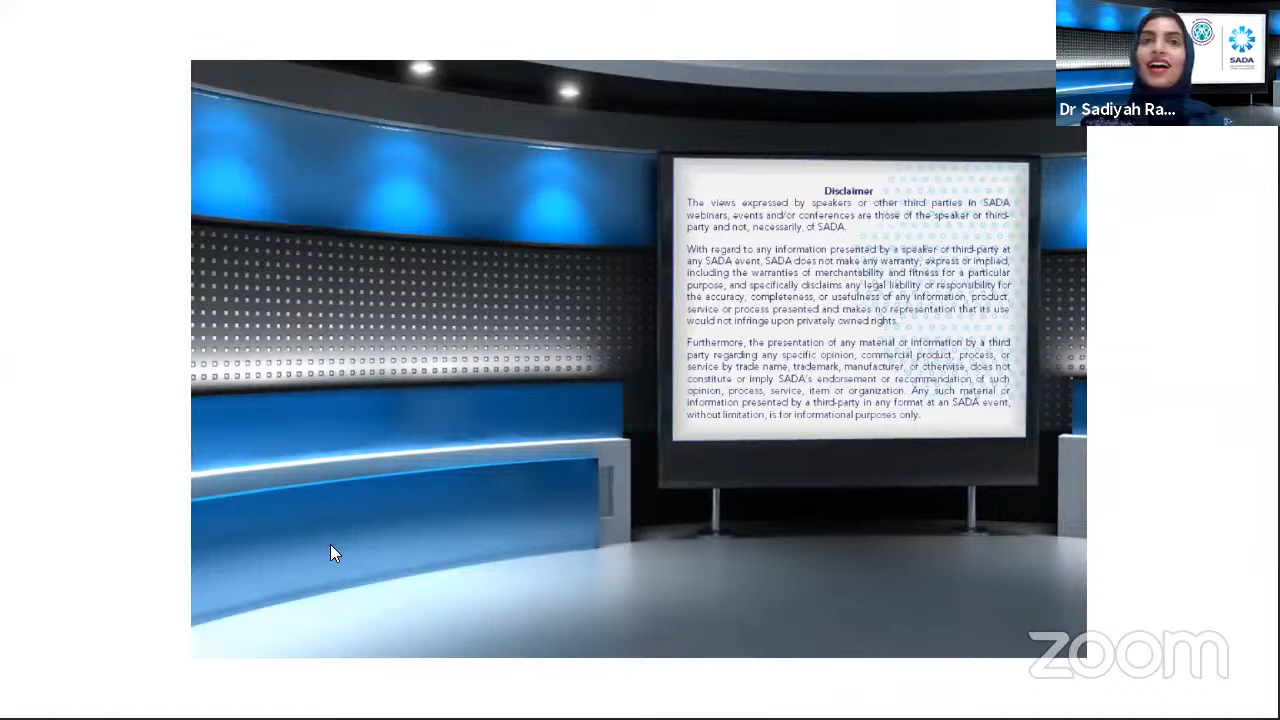 SADA
Dr Sadiyah Ra...
Disclaimer
The views expressed by speakers or other third parties in SADA
webinars, events and/or conferences are those of the speaker or third-
party and not, necessarily, of SADA.
With regard to any information presented by a speaker or third-party at
any SADA event, SADA does not make any warranty, express or implied,
including the warranties of merchantability and fitness for a particular
purpose, and specifically disclaims any legal liability or responsibility for
the accuracy, completeness, or usefulness of any information, product,
service or process presented and makes no representation that its use
would not infringe upon privately owned rights.
Furthermore, the presentation of any material or information by a third
party regarding any specific opinion, commercial product, process, or
service by trade name, trademark, manufacturer, or otherwise, does not
constitute or imply SADA's endorsement or recommendation of such
opinion, process, service, item or organization. Any such material or
information presented by a third-party in any format at an SADA event,
without limitation, is for informational purposes only.
zoom